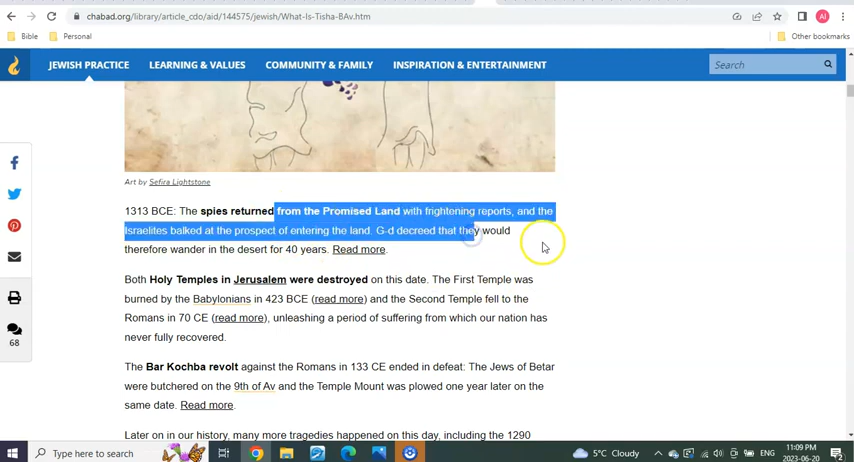 chabad.org/library/article_cdo/aid/144575/jewish/What-Is-Tisha-BAv.htm
AI
Bible
Personal
Other bookmarks
JEWISH PRACTICE
LEARNING & VALUES
COMMUNITY & FAMILY
INSPIRATION & ENTERTAINMENT
Search
Art by Sefira Lightstone
1313 BCE: The spies returned from the Promised Land with frightening reports, and the
Israelites balked at the prospect of entering the land. G-d decreed that they would
therefore wander in the desert for 40 years. Read more.
Both Holy Temples in Jerusalem were destroyed on this date. The First Temple was
burned by the Babylonians in 423 BCE (read more) and the Second Temple fell to the
Romans in 70 CE (read more), unleashing a period of suffering from which our nation has
never fully recovered.
68
The Bar Kochba revolt against the Romans in 133 CE ended in defeat: The Jews of Betar
were butchered on the 9th of Av and the Temple Mount was plowed one year later on the
same date. Read more.
Later on in our history, many more tragedies happened on this day, including the 1290
Type here to search
5°C Cloudy
ENG
11:09 PM
2023-06-20
2